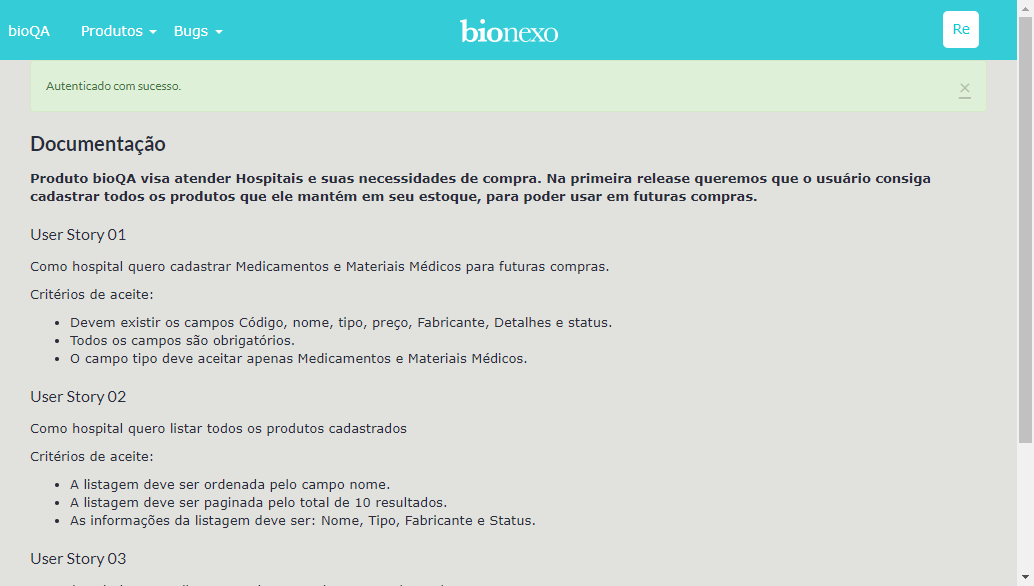 bioQA Produtos Bugs bionexo Re
Autenticado com sucesso. ×
Documentação
Produto bioQA visa atender Hospitais e suas necessidades de compra. Na primeira release queremos que o usuário consiga
cadastrar todos os produtos que ele mantém em seu estoque, para poder usar em futuras compras.
User Story 01
Como hospital quero cadastrar Medicamentos e Materiais Médicos para futuras compras.
Critérios de aceite:
• Devem existir os campos Código, nome, tipo, preço, Fabricante, Detalhes e status.
• Todos os campos são obrigatórios.
• O campo tipo deve aceitar apenas Medicamentos e Materiais Médicos.
User Story 02
Como hospital quero listar todos os produtos cadastrados
Critérios de aceite:
• A listagem deve ser ordenada pelo campo nome.
• A listagem deve ser paginada pelo total de 10 resultados.
• As informações da listagem deve ser: Nome, Tipo, Fabricante e Status.
User Story 03